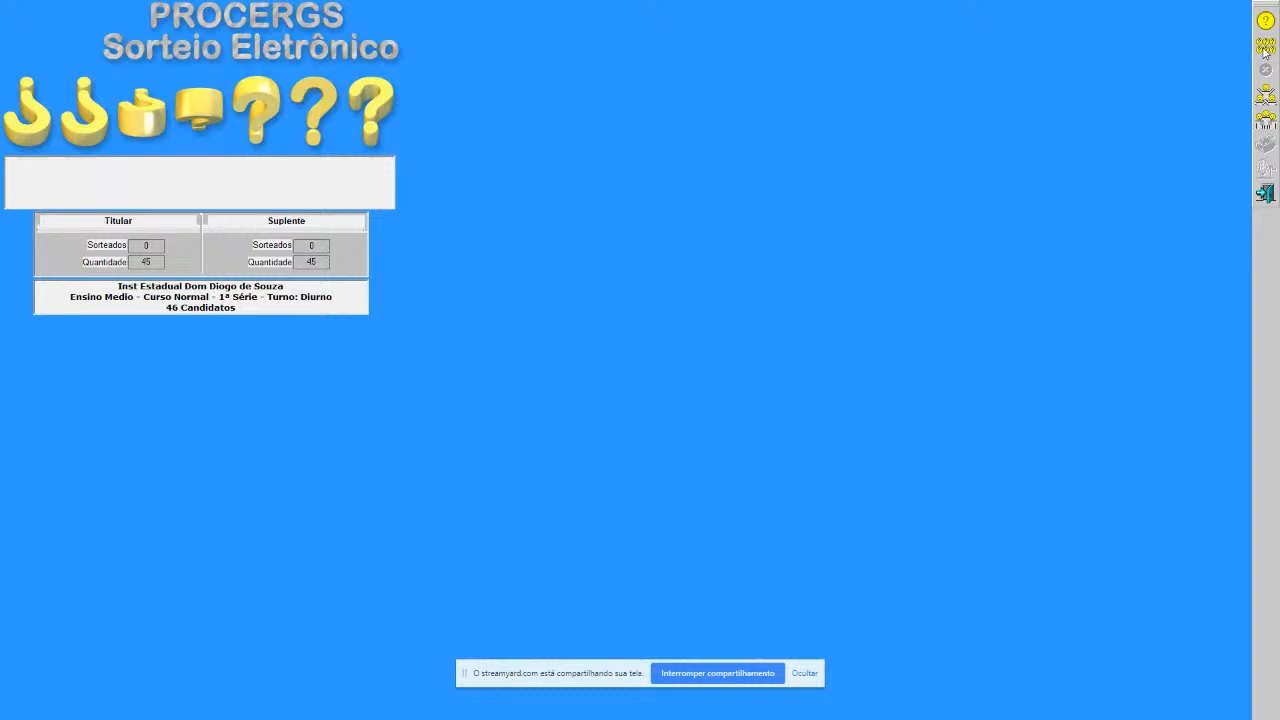 PROCERGS
Sorteio Eletrônico
Titular Suplente
Sorteados 0 Sorteados 0
Quantidade 45 Quantidade 45
Inst Estadual Dom Diogo de Souza
Ensino Medio - Curso Normal - 1ª Série - Turno: Diurno
46 Candidatos
O streamyard.com está compartilhando sua tela. Interromper compartilhamento Ocultar